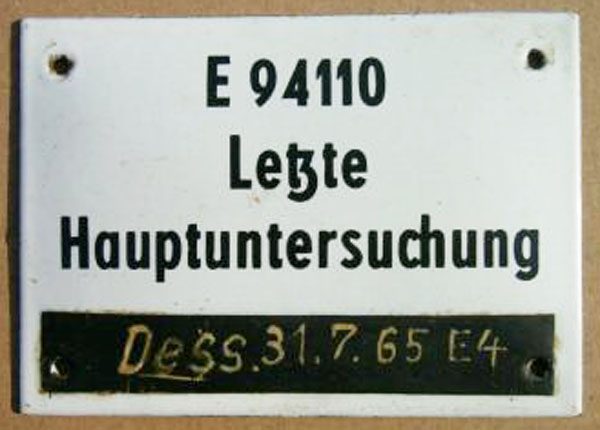 E 94110
Letzte
Hauptuntersuchung
Dess. 31.7.65 E4